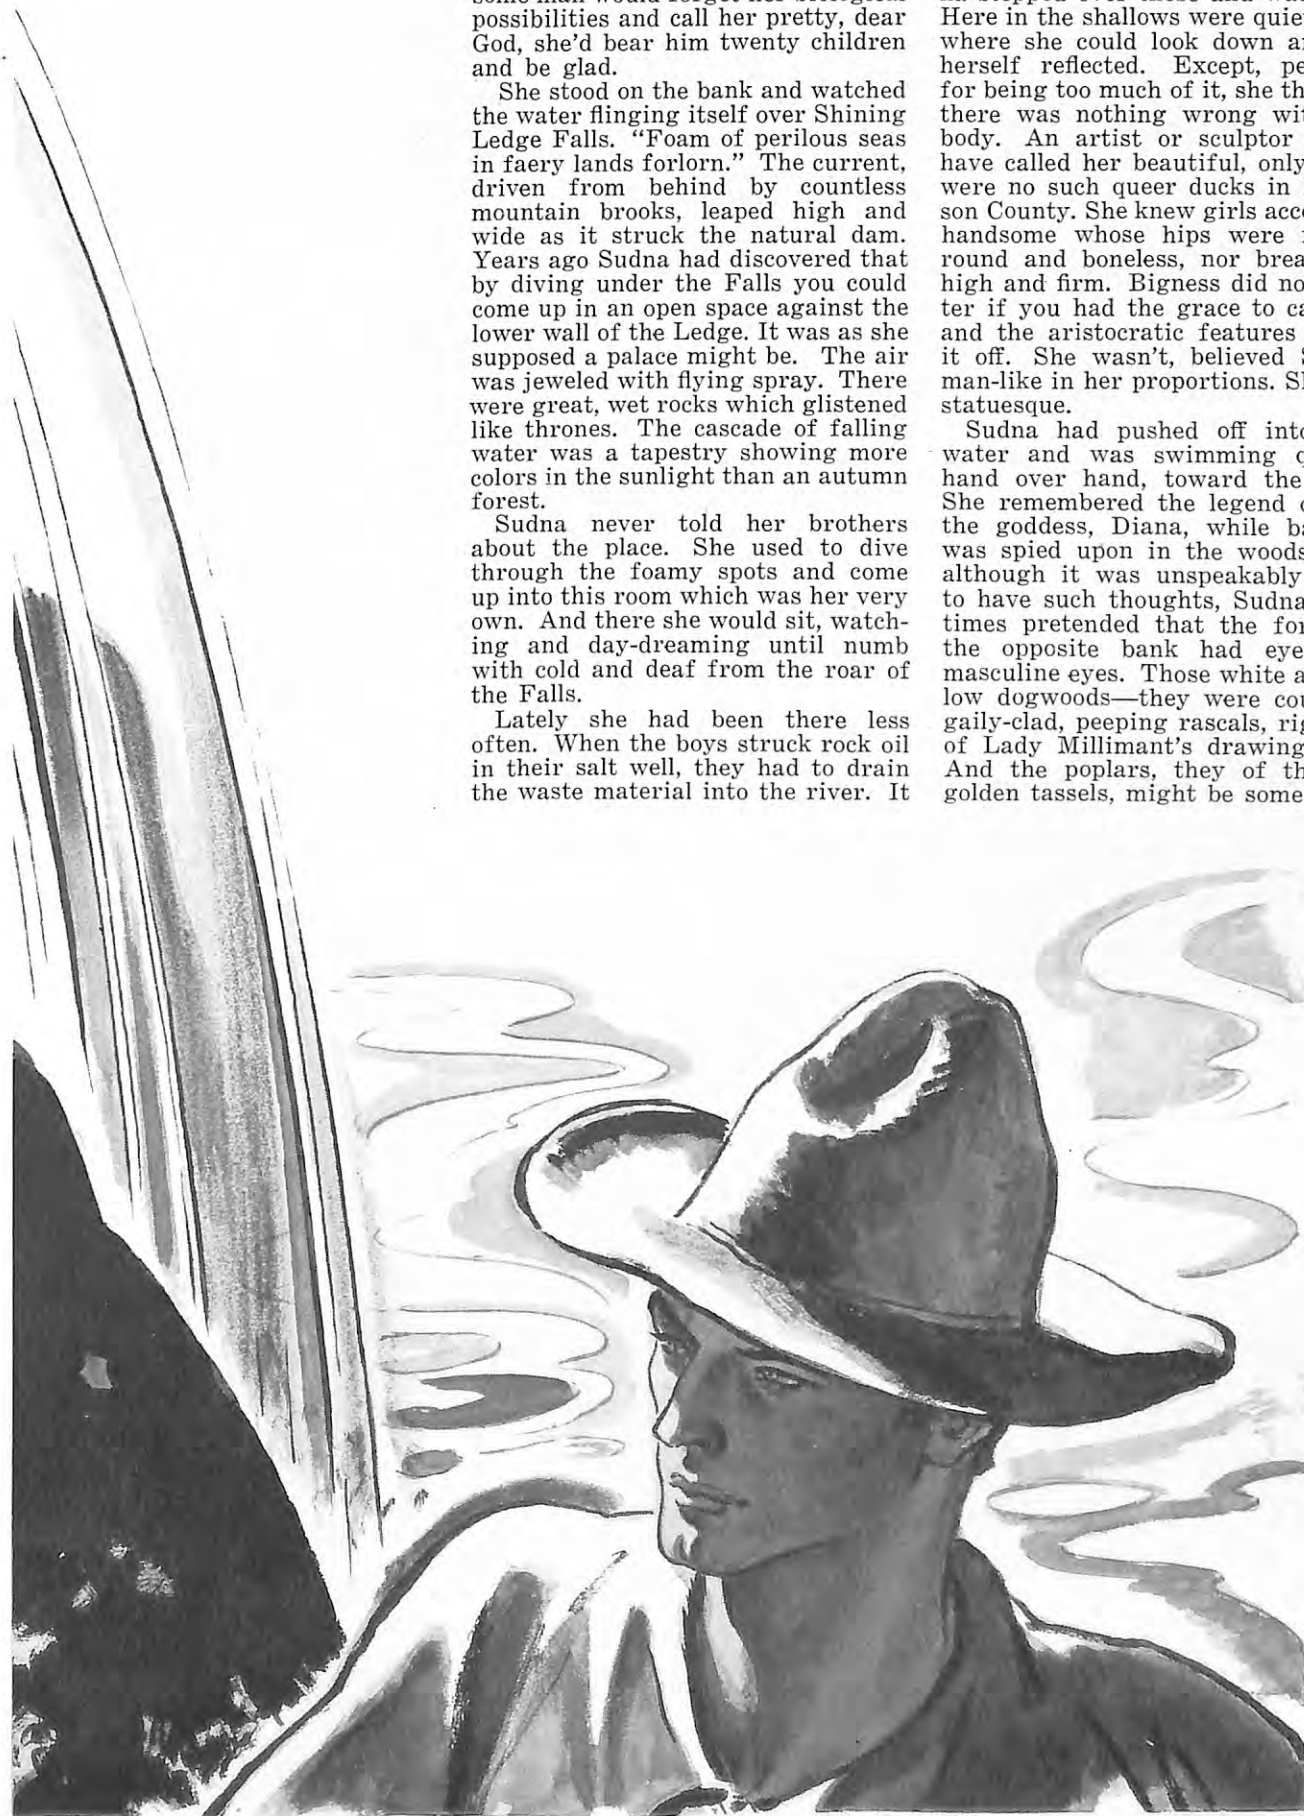 possibilities and call her pretty, dear
God, she'd bear him twenty children
and be glad.
She stood on the bank and watched
the water flinging itself over Shining
Ledge Falls. “Foam of perilous seas
in faery lands forlorn.” The current,
driven from behind by countless
mountain brooks, leaped high and
wide as it struck the natural dam.
Years ago Sudna had discovered that
by diving under the Falls you could
come up in an open space against the
lower wall of the Ledge. It was as she
supposed a palace might be. The air
was jeweled with flying spray. There
were great, wet rocks which glistened
like thrones. The cascade of falling
water was a tapestry showing more
colors in the sunlight than an autumn
forest.
Sudna never told her brothers
about the place. She used to dive
through the foamy spots and come
up into this room which was her very
own. And there she would sit, watch-
ing and day-dreaming until numb
with cold and deaf from the roar of
the Falls.
Lately she had been there less
often. When the boys struck rock oil
in their salt well, they had to drain
the waste material into the river. It
Here in the shallows were quiet
where she could look down
herself reflected. Except,
for being too much of it, she
there was nothing wrong
body. An artist or sculptor
have called her beautiful, only
were no such queer ducks in
son County. She knew girls
handsome whose hips were
round and boneless, nor
high and firm. Bigness did
ter if you had the grace to
and the aristocratic features
it off. She wasn't, believed
man-like in her proportions.
statuesque.
Sudna had pushed off
water and was swimming
hand over hand, toward the
She remembered the legend
the goddess, Diana, while
was spied upon in the woods
although it was unspeakably
to have such thoughts, Sudna
times pretended that the
the opposite bank had
masculine eyes. Those white
low dogwoods—they were
gaily-clad, peeping rascals,
of Lady Millimant's drawing
And the poplars, they of
golden tassels, might be some